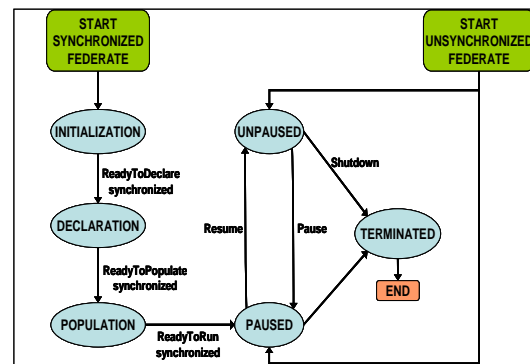 START
SYNCHRONIZED
FEDERATE
START
UNSYNCHRONIZED
FEDERATE
INITIALIZATION
UNPAUSED
ReadyToDeclare
synchronized
Shutdown
DECLARATION
Resume
Pause
TERMINATED
ReadyToPopulate
synchronized
END
POPULATION
ReadyToRun
synchronized
PAUSED